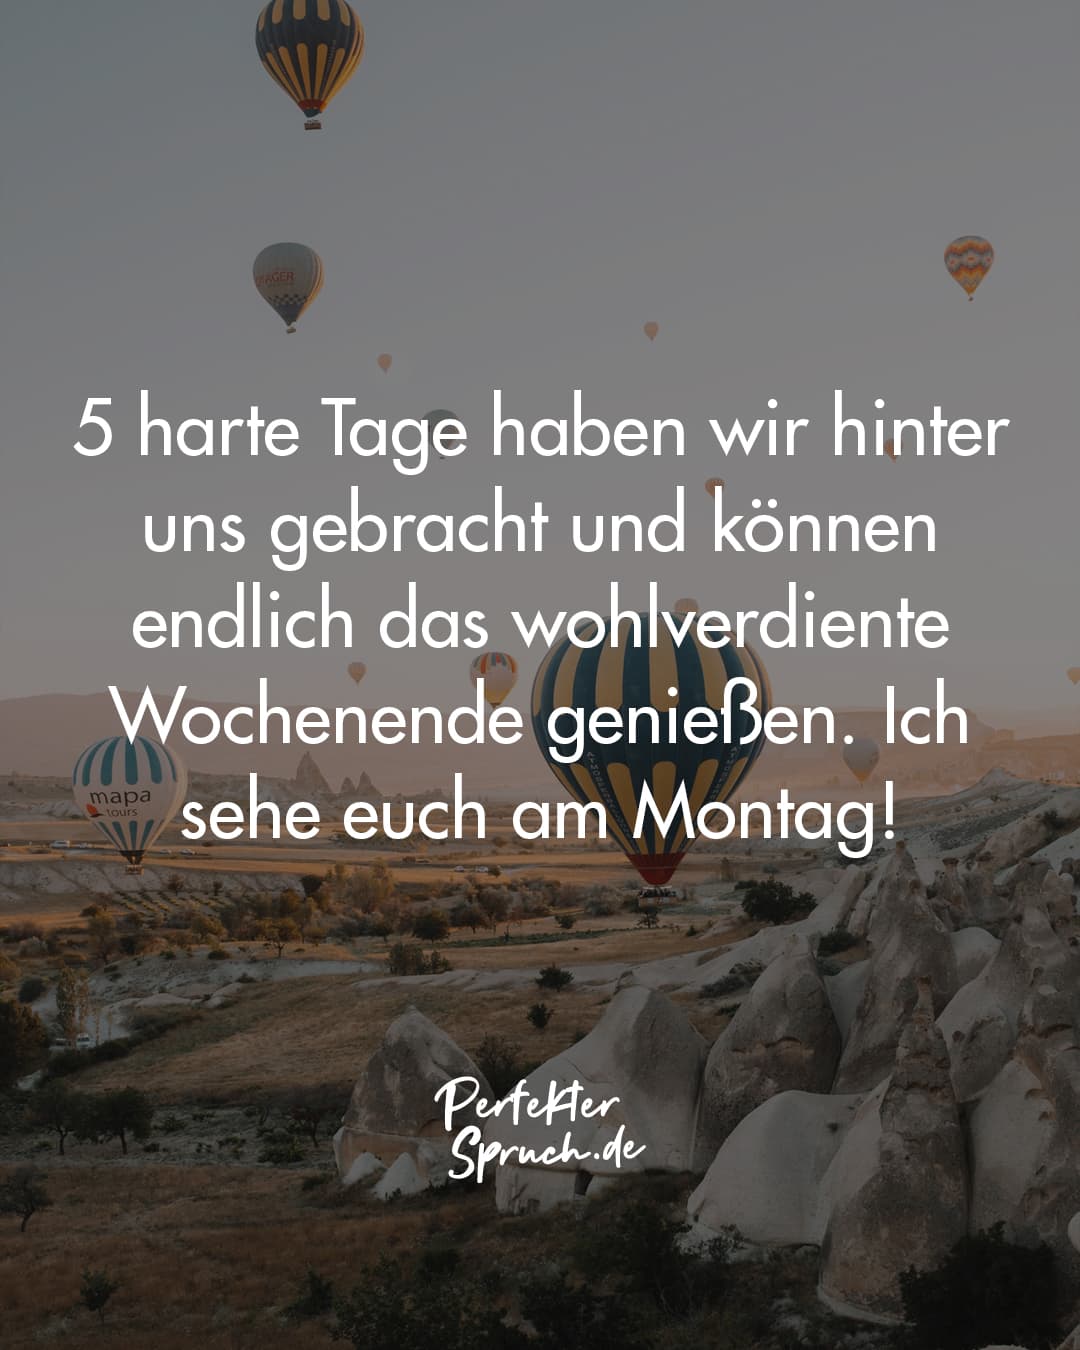 VOYAGER
5 harte Tage haben wir hinter
uns gebracht und können
endlich das wohlverdiente
Wochenende genießen. Ich
sehe euch am Montag!
mapa
tours
Perfekter
Spruch.de